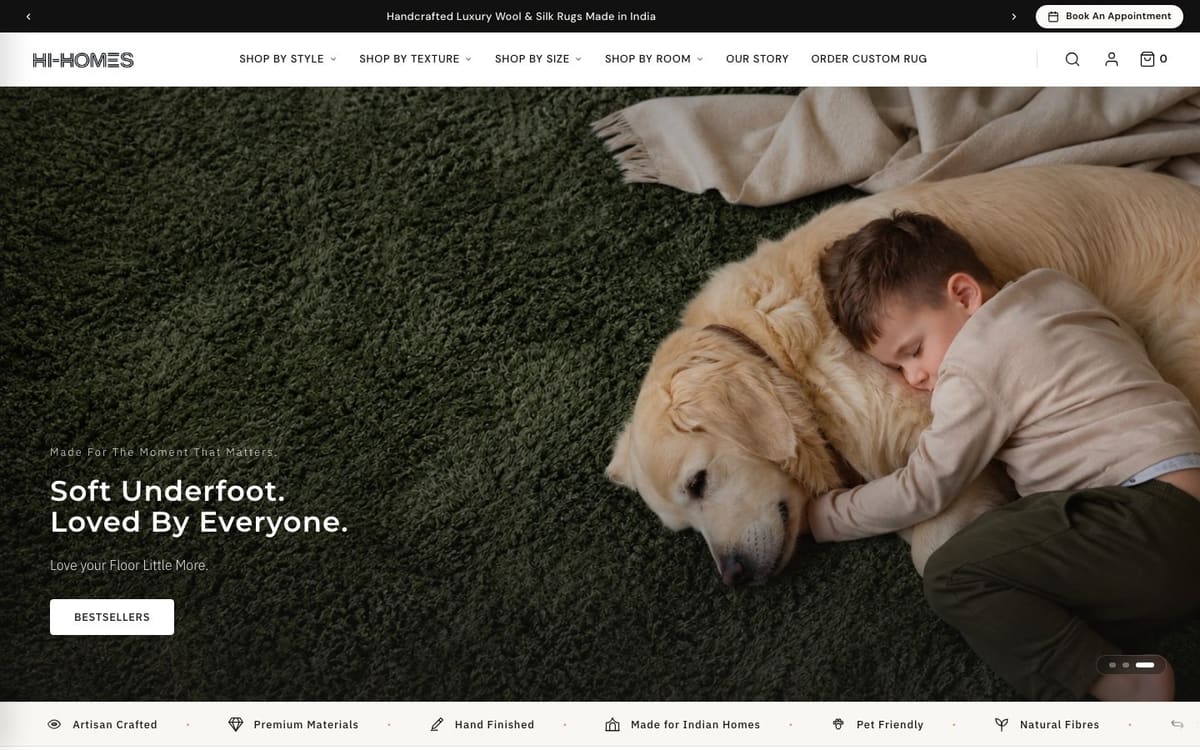 Handcrafted Luxury Wool & Silk Rugs Made in India
Book An Appointment
HI-HOMES
SHOP BY STYLE
SHOP BY TEXTURE
SHOP BY SIZE
SHOP BY ROOM
OUR STORY
ORDER CUSTOM RUG
0
Made For The Moment That Matters.
Soft Underfoot.
Loved By Everyone.
Love your Floor Little More.
BESTSELLERS
Artisan Crafted
Premium Materials
Hand Finished
Made for Indian Homes
Pet Friendly
Natural Fibres